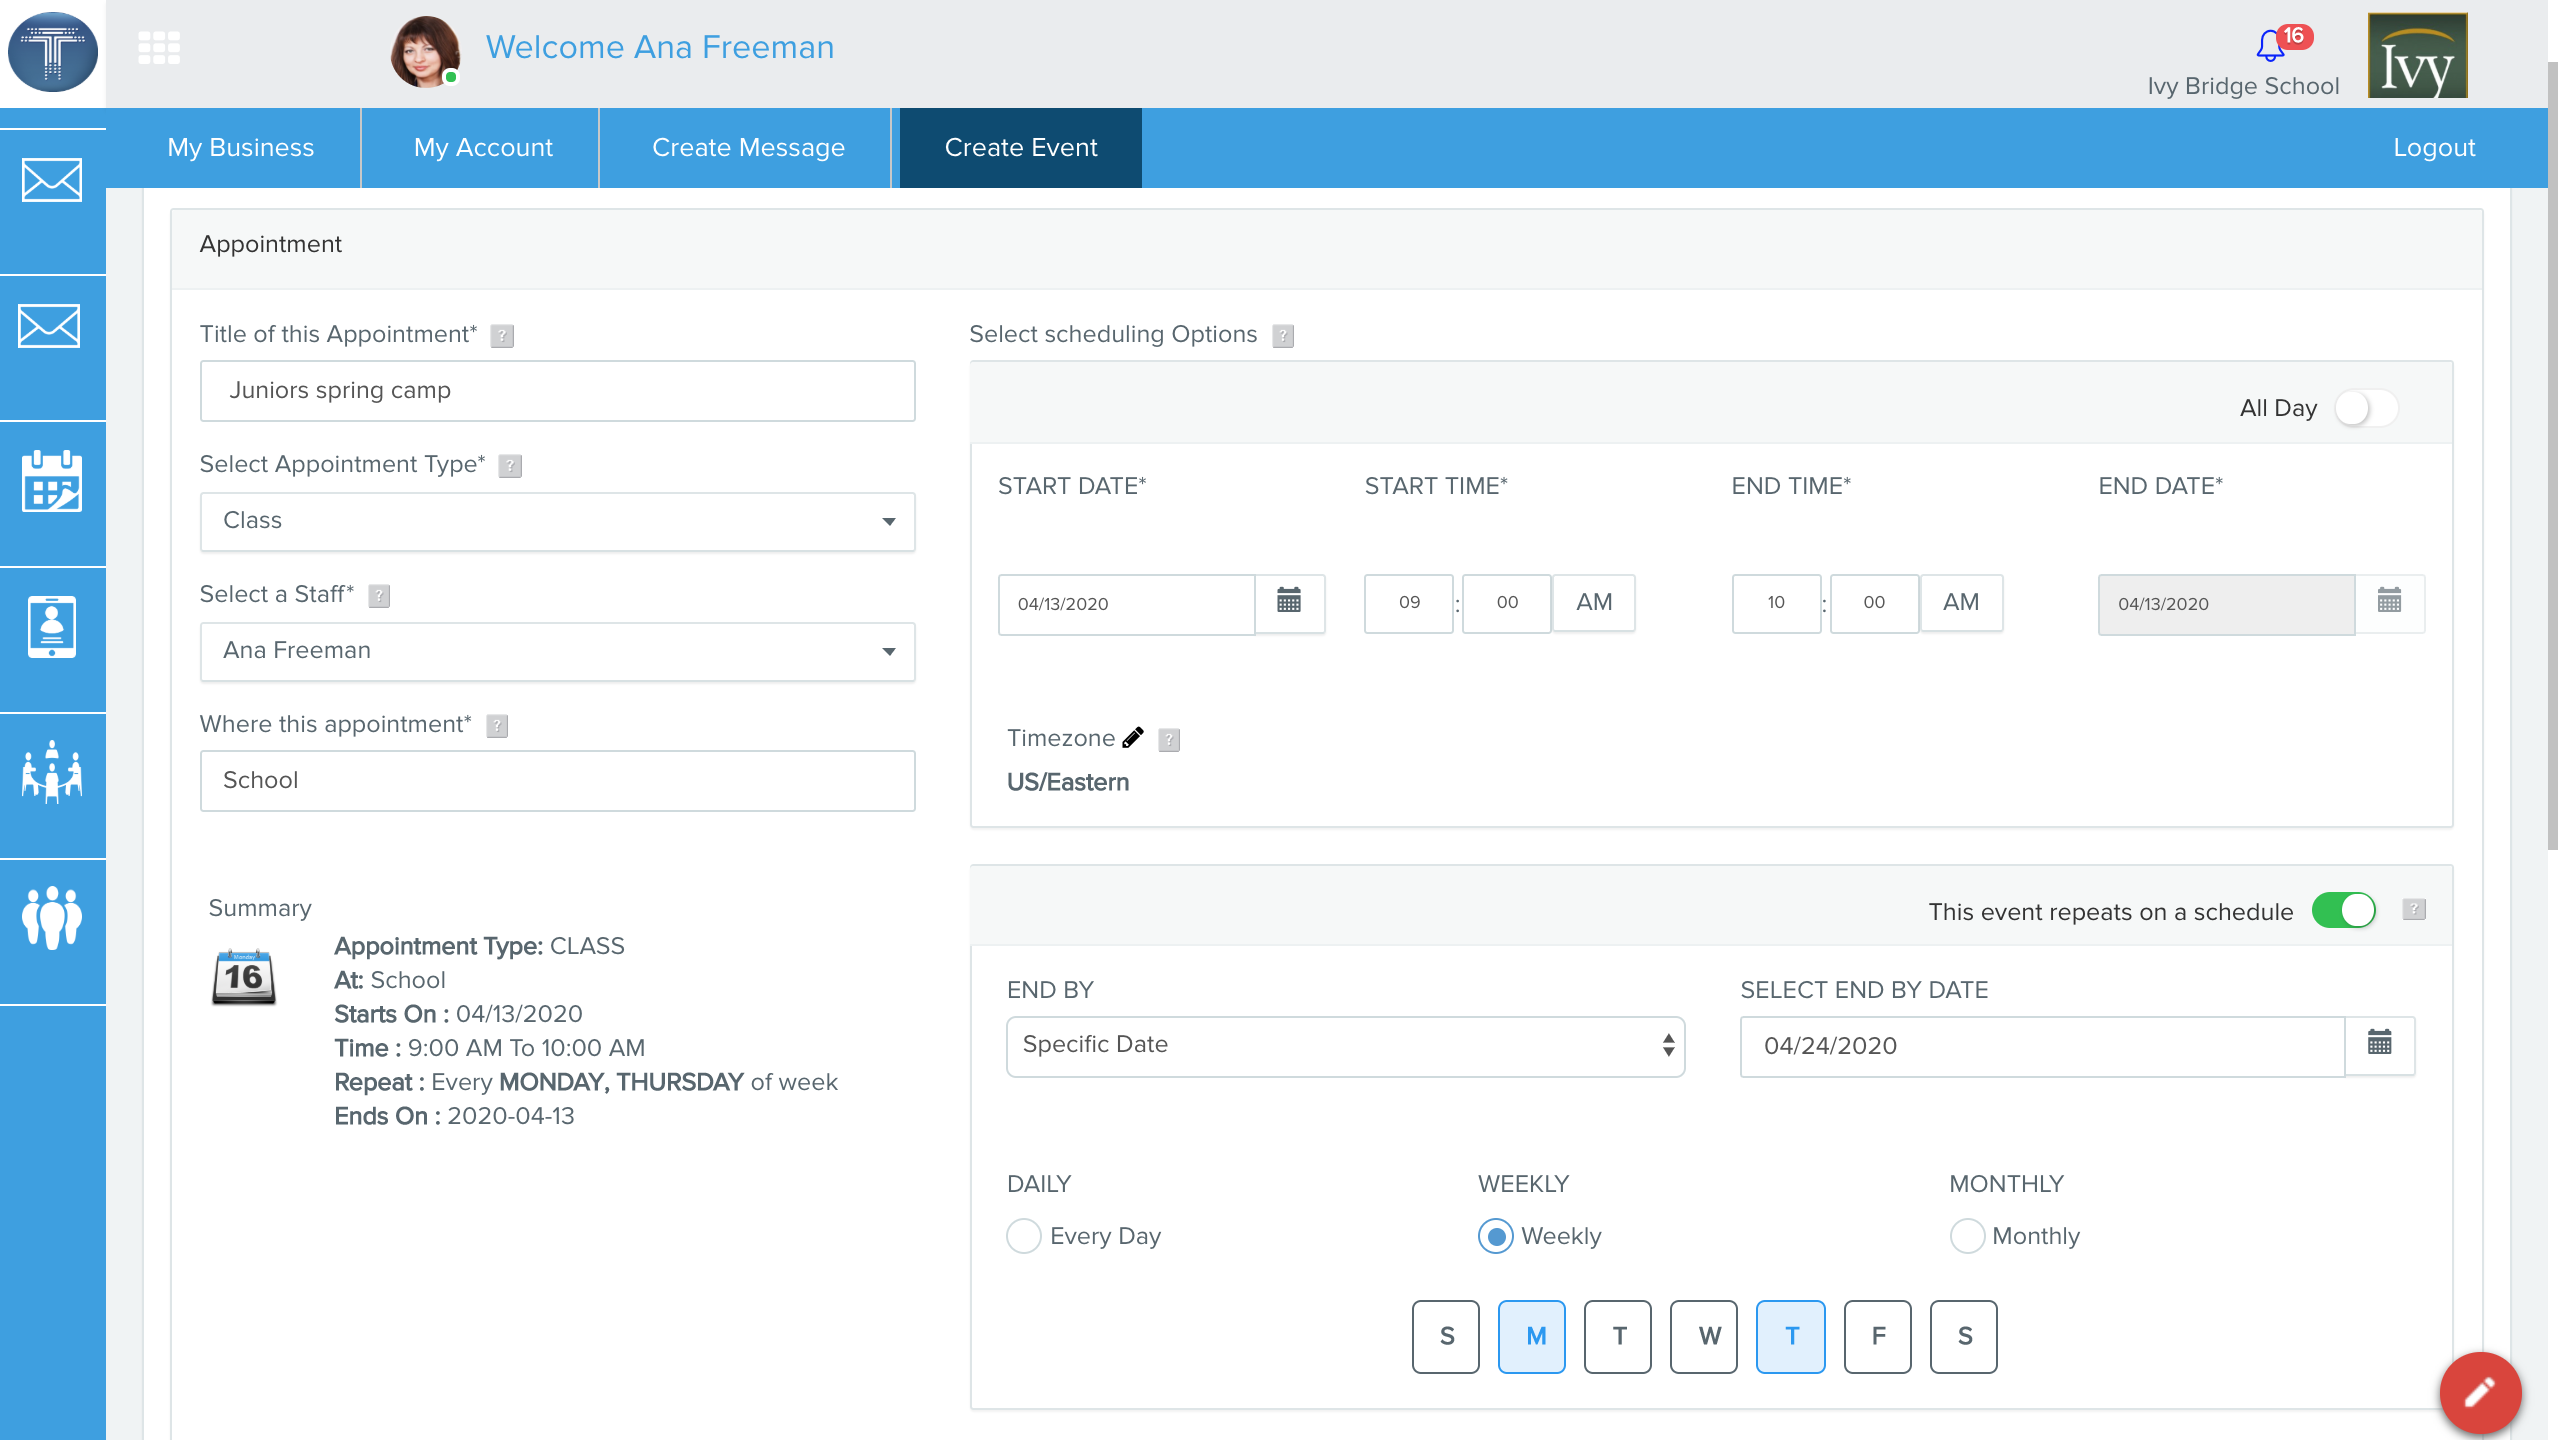 T
Welcome Ana Freeman
16
Ivy Bridge School
Ivy
My Business
My Account
Create Message
Create Event
Logout
Appointment
Title of this Appointment* ?
Juniors spring camp
Select Appointment Type* ?
Class
Select a Staff* ?
Ana Freeman
Where this appointment* ?
School
Summary
Monday
16
Appointment Type: CLASS
At: School
Starts On : 04/13/2020
Time : 9:00 AM To 10:00 AM
Repeat : Every MONDAY, THURSDAY of week
Ends On : 2020-04-13
Select scheduling Options ?
All Day
START DATE*
START TIME*
END TIME*
END DATE*
04/13/2020
09 : 00 AM
10 : 00 AM
04/13/2020
Timezone ?
US/Eastern
This event repeats on a schedule ?
END BY
SELECT END BY DATE
Specific Date
04/24/2020
DAILY
WEEKLY
MONTHLY
Every Day
Weekly
Monthly
S M T W T F S